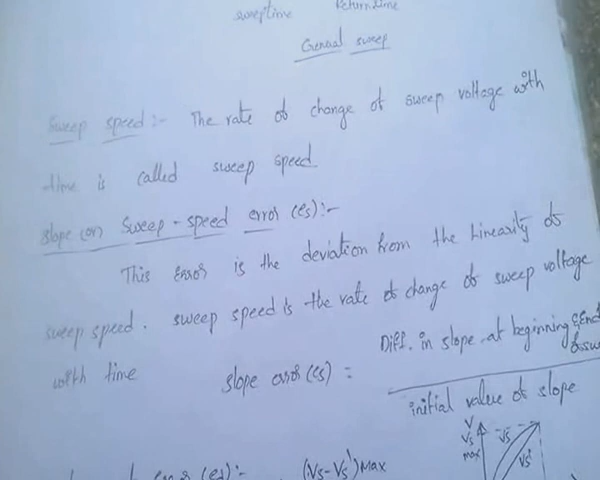 sweeptime Return time
General sweep
Sweep speed :- The rate of change of sweep voltage with
time is called sweep speed.
slope (or) Sweep - speed error (es) :-
This Error is the deviation from the Linearity of
sweep speed. sweep speed is the rate of change of sweep voltage
with time slope error (es) =
Diff. in slope at beginning & End
initial value of slope
V
Vs
max
Vs
Vs'
(es) :- (Vs-Vs')Max